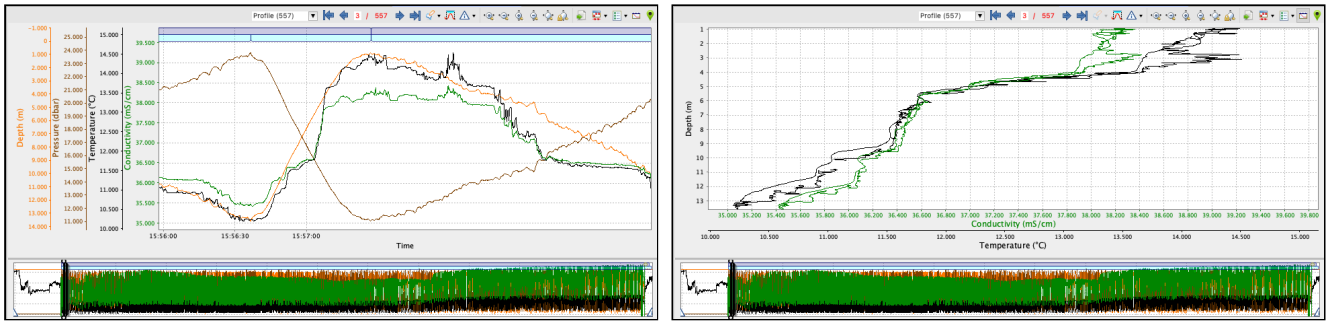 Profile (557) 3 / 557
-1.000 0 1.000 2.000 3.000 4.000 5.000 6.000 7.000 8.000 9.000 10.000 11.000 12.000 13.000 14.000
Depth (m)
25.000 24.000 23.000 22.000 21.000 20.000 19.000 18.000 17.000 16.000 15.000 14.000 13.000 12.000 11.000
Pressure (dbar)
15.000 14.500 14.000 13.500 13.000 12.500 12.000 11.500 11.000 10.500 10.000
Temperature (°C)
39.500 39.000 38.500 38.000 37.500 36.500 36.000 35.500 35.000
Conductivity (mS/cm)
15:56:00 15:56:30 15:57:00
Time
Profile (557) 3 / 557
1 2 3 4 5 6 7 8 9 10 11 12 13
Depth (m)
35.000 35.200 35.400 35.600 35.800 36.000 36.200 36.400 36.600 36.800 37.000 37.200 37.400 37.600 37.800 38.000 38.200 38.400 38.600 38.800 39.000 39.200 39.400 39.600 39.800
Conductivity (mS/cm)
10.000 10.500 11.000 11.500 12.000 12.500 13.000 13.500 14.000 14.500 15.000
Temperature (°C)